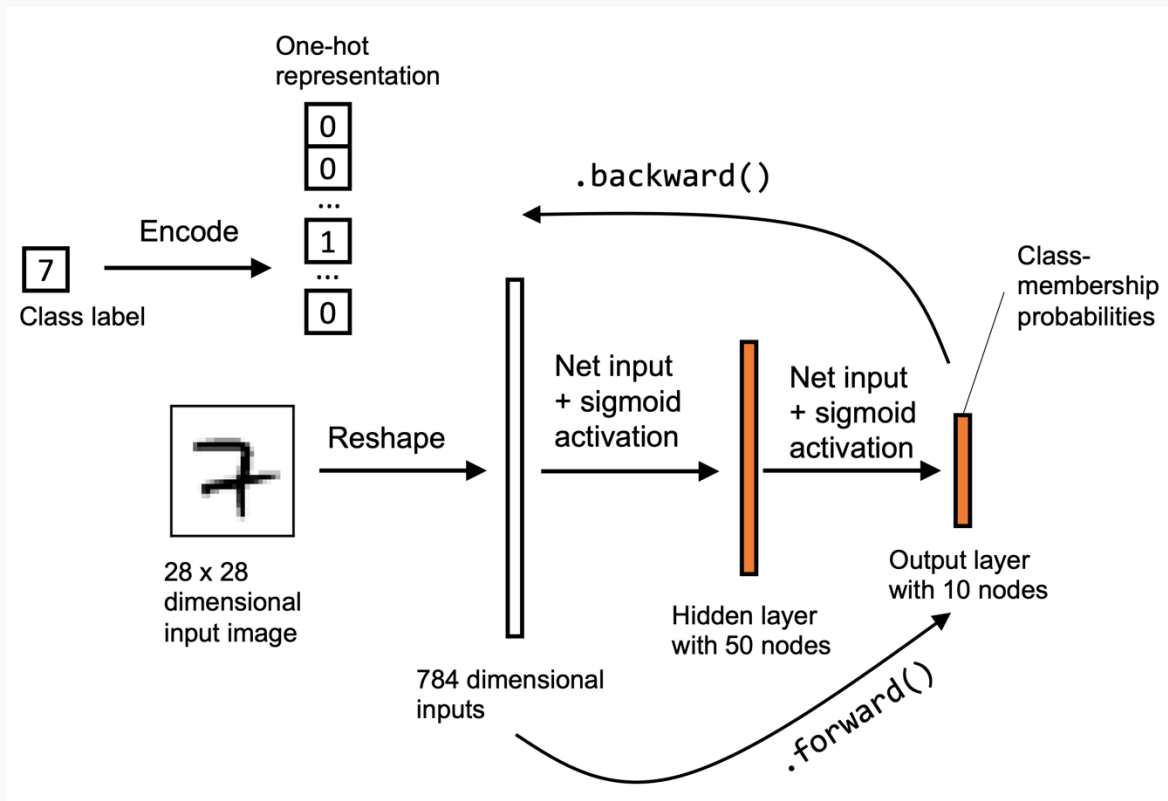 One-hot
representation
0
0
...
1
...
0
Encode
7
Class label
.backward()
Class-
membership
probabilities
Net input
+ sigmoid
activation
Net input
+ sigmoid
activation
Reshape
7
28 x 28
dimensional
input image
784 dimensional
inputs
Hidden layer
with 50 nodes
Output layer
with 10 nodes
.forward()